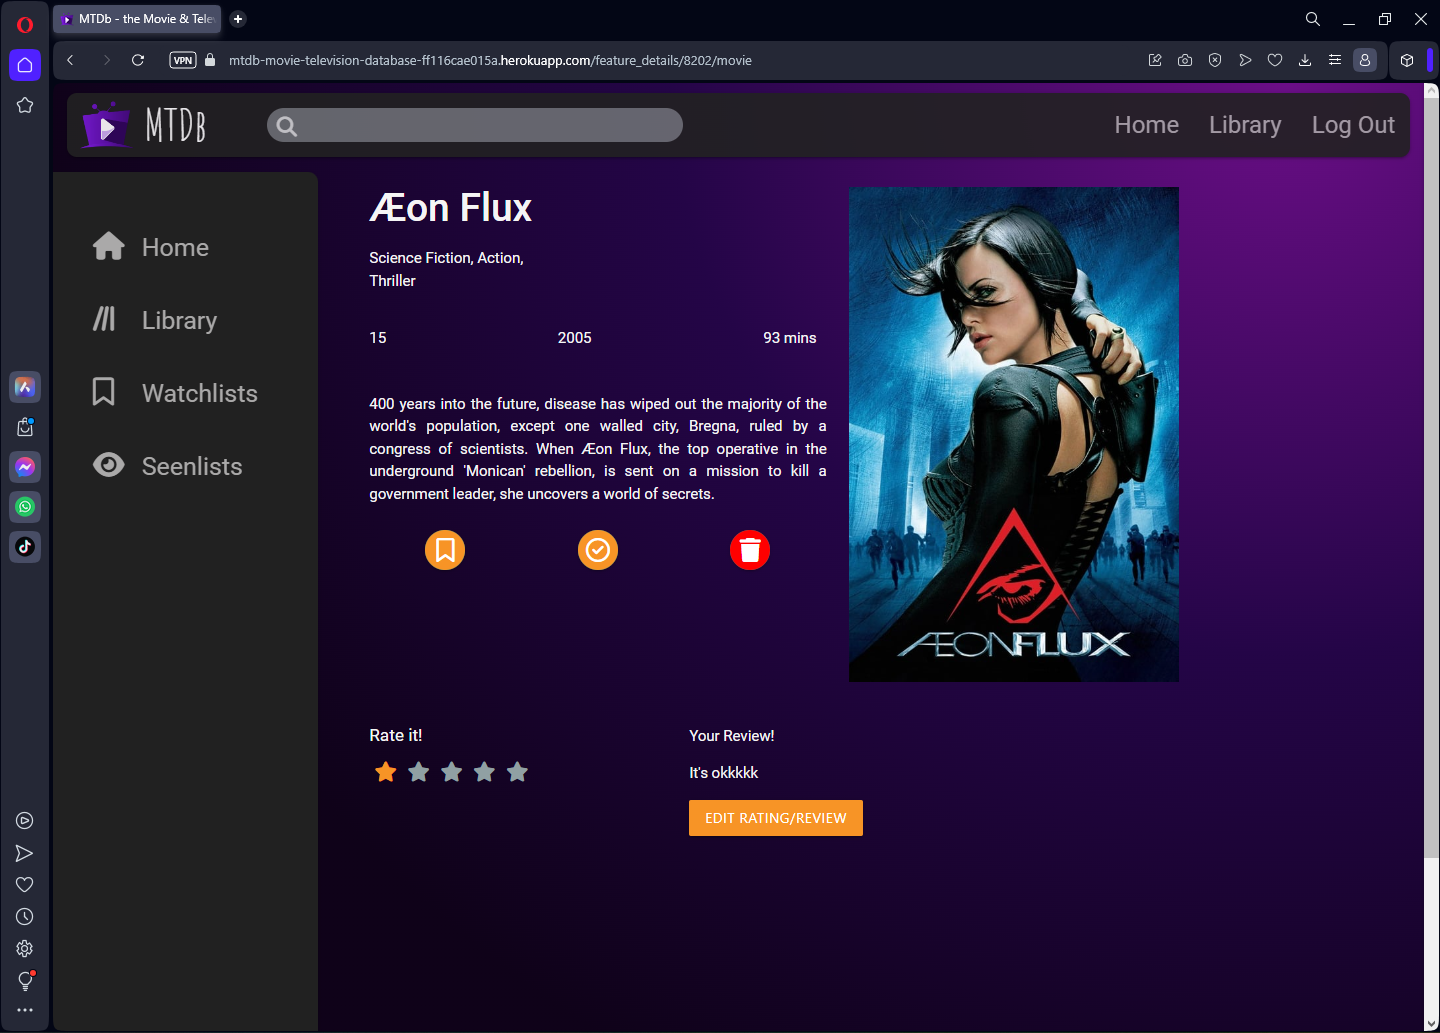 MTDb - the Movie & Tele
VPN
mtdb-movie-television-database-ff116cae015a.herokuapp.com/feature_details/8202/movie
MTDb
Home
Library
Log Out
Home
Library
Watchlists
Seenlists
Æon Flux
Science Fiction, Action,
Thriller
15
2005
93 mins
400 years into the future, disease has wiped out the majority of the
world's population, except one walled city, Bregna, ruled by a
congress of scientists. When Æon Flux, the top operative in the
underground 'Monican' rebellion, is sent on a mission to kill a
government leader, she uncovers a world of secrets.
ÆONFLUX
Rate it!
Your Review!
It's okkkkk
EDIT RATING/REVIEW